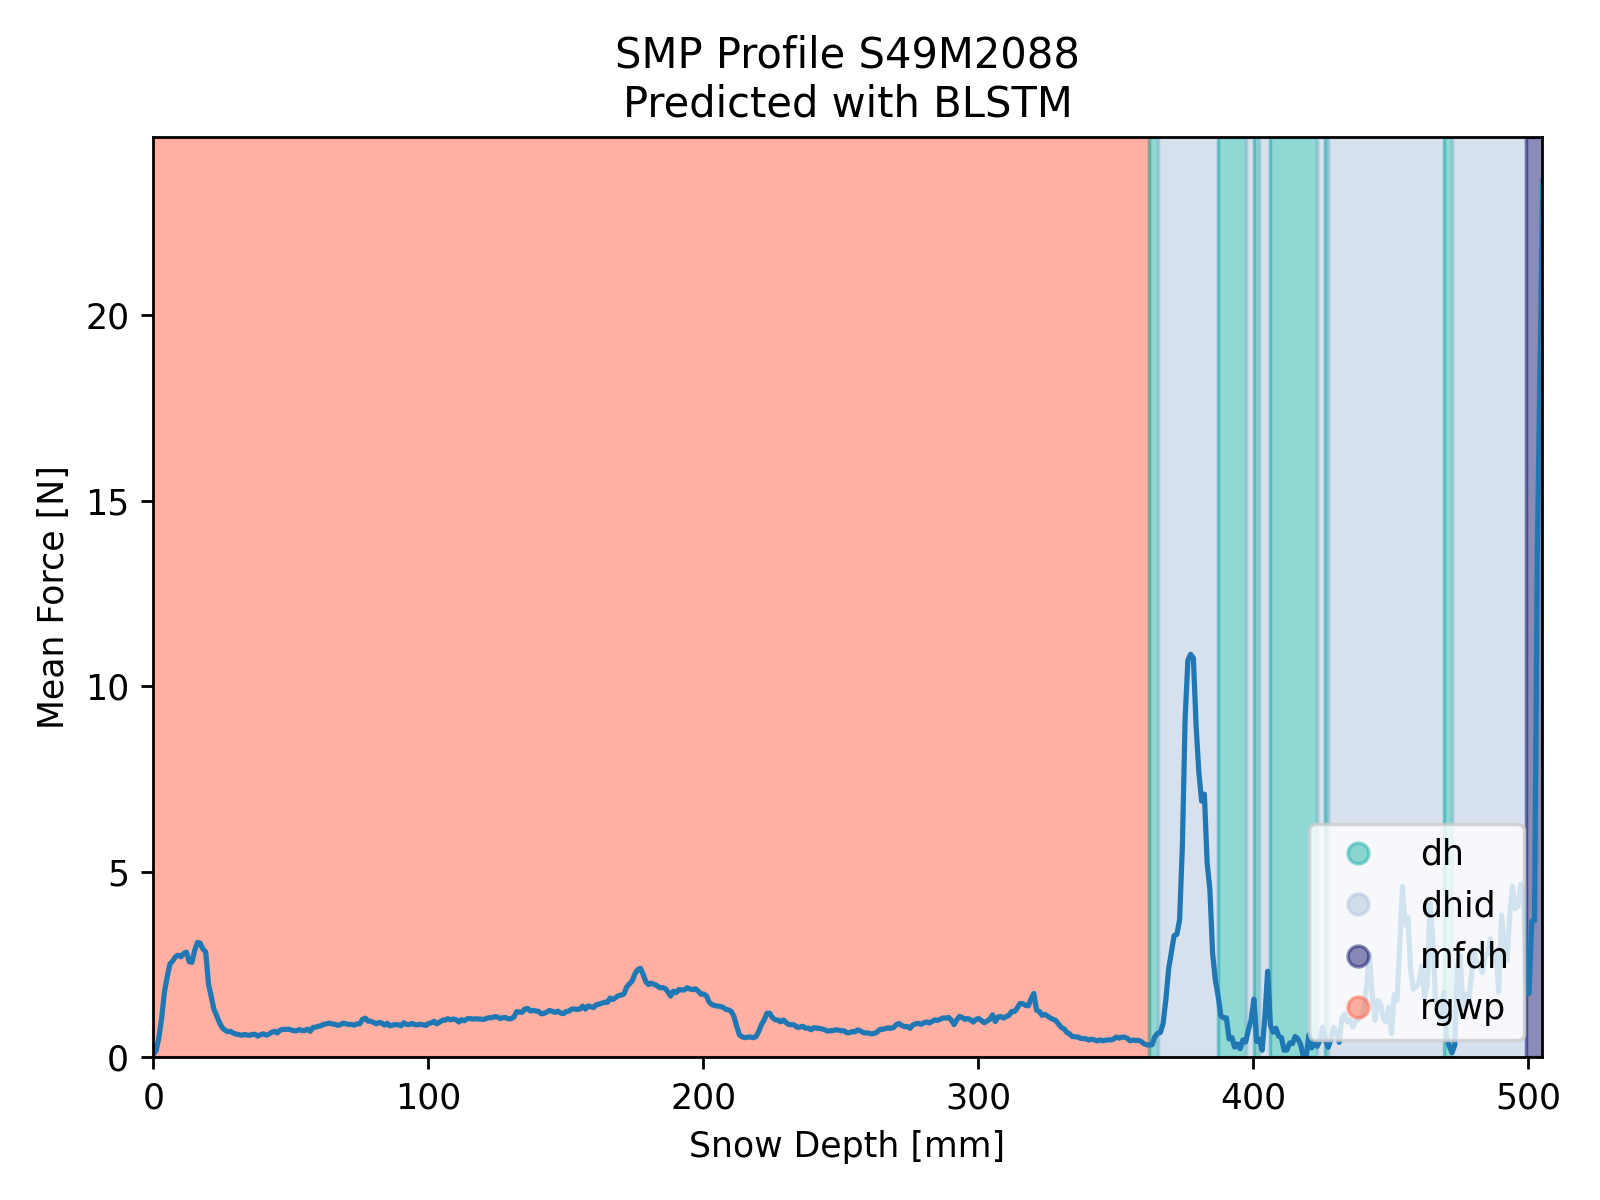 SMP Profile S49M2088
Predicted with BLSTM
Mean Force [N]
20
15
10
5
0
dh
dhid
mfdh
rgwp
0 100 200 300 400 500
Snow Depth [mm]